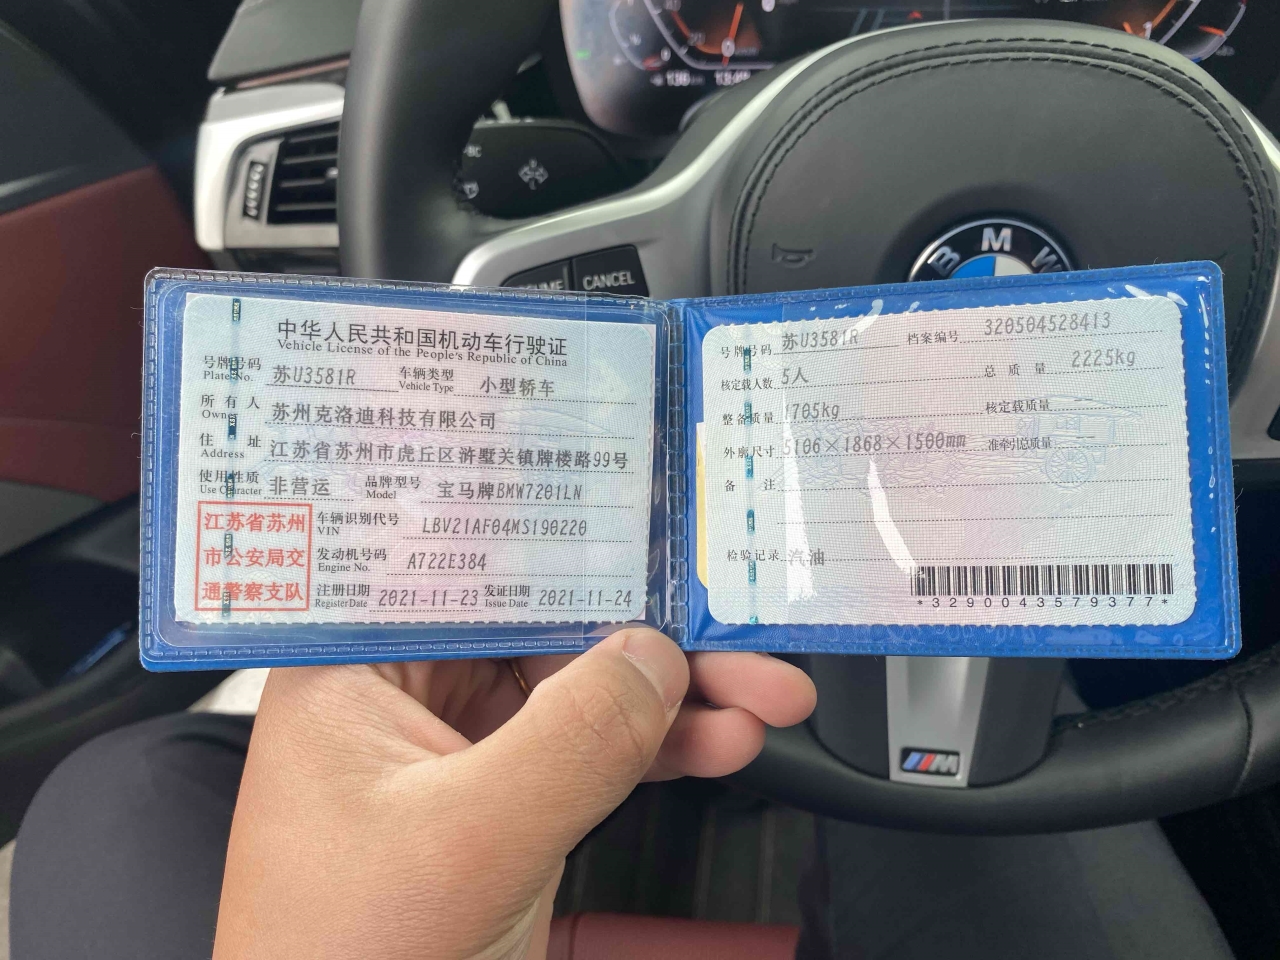 CANCEL
BMW
中华人民共和国机动车行驶证
Vehicle License of the People's Republic of China
号牌号码 苏U3581R 车辆类型 小型轿车
Plate No. Vehicle Type
所有人 苏州克洛迪科技有限公司
Owner
住址 江苏省苏州市虎丘区浒墅关镇牌楼路99号
Address
使用性质 非营运 品牌型号 宝马牌BMW7201LN
Use Character Model
江苏省苏州
市公安局交
通警察支队
车辆识别代号 LBV21AF04MS190220
VIN
发动机号码 A722E384
Engine No.
注册日期 2021-11-23 发证日期 2021-11-24
Register Date Issue Date
号牌号码 苏U3581R 档案编号 320504528413
核定载人数 5人 总质量 2225kg
整备质量 1705kg 核定载质量
外廓尺寸 5106×1868×1500mm 准牵引总质量 —
备注
检验记录 汽油
*3290043579377*
M